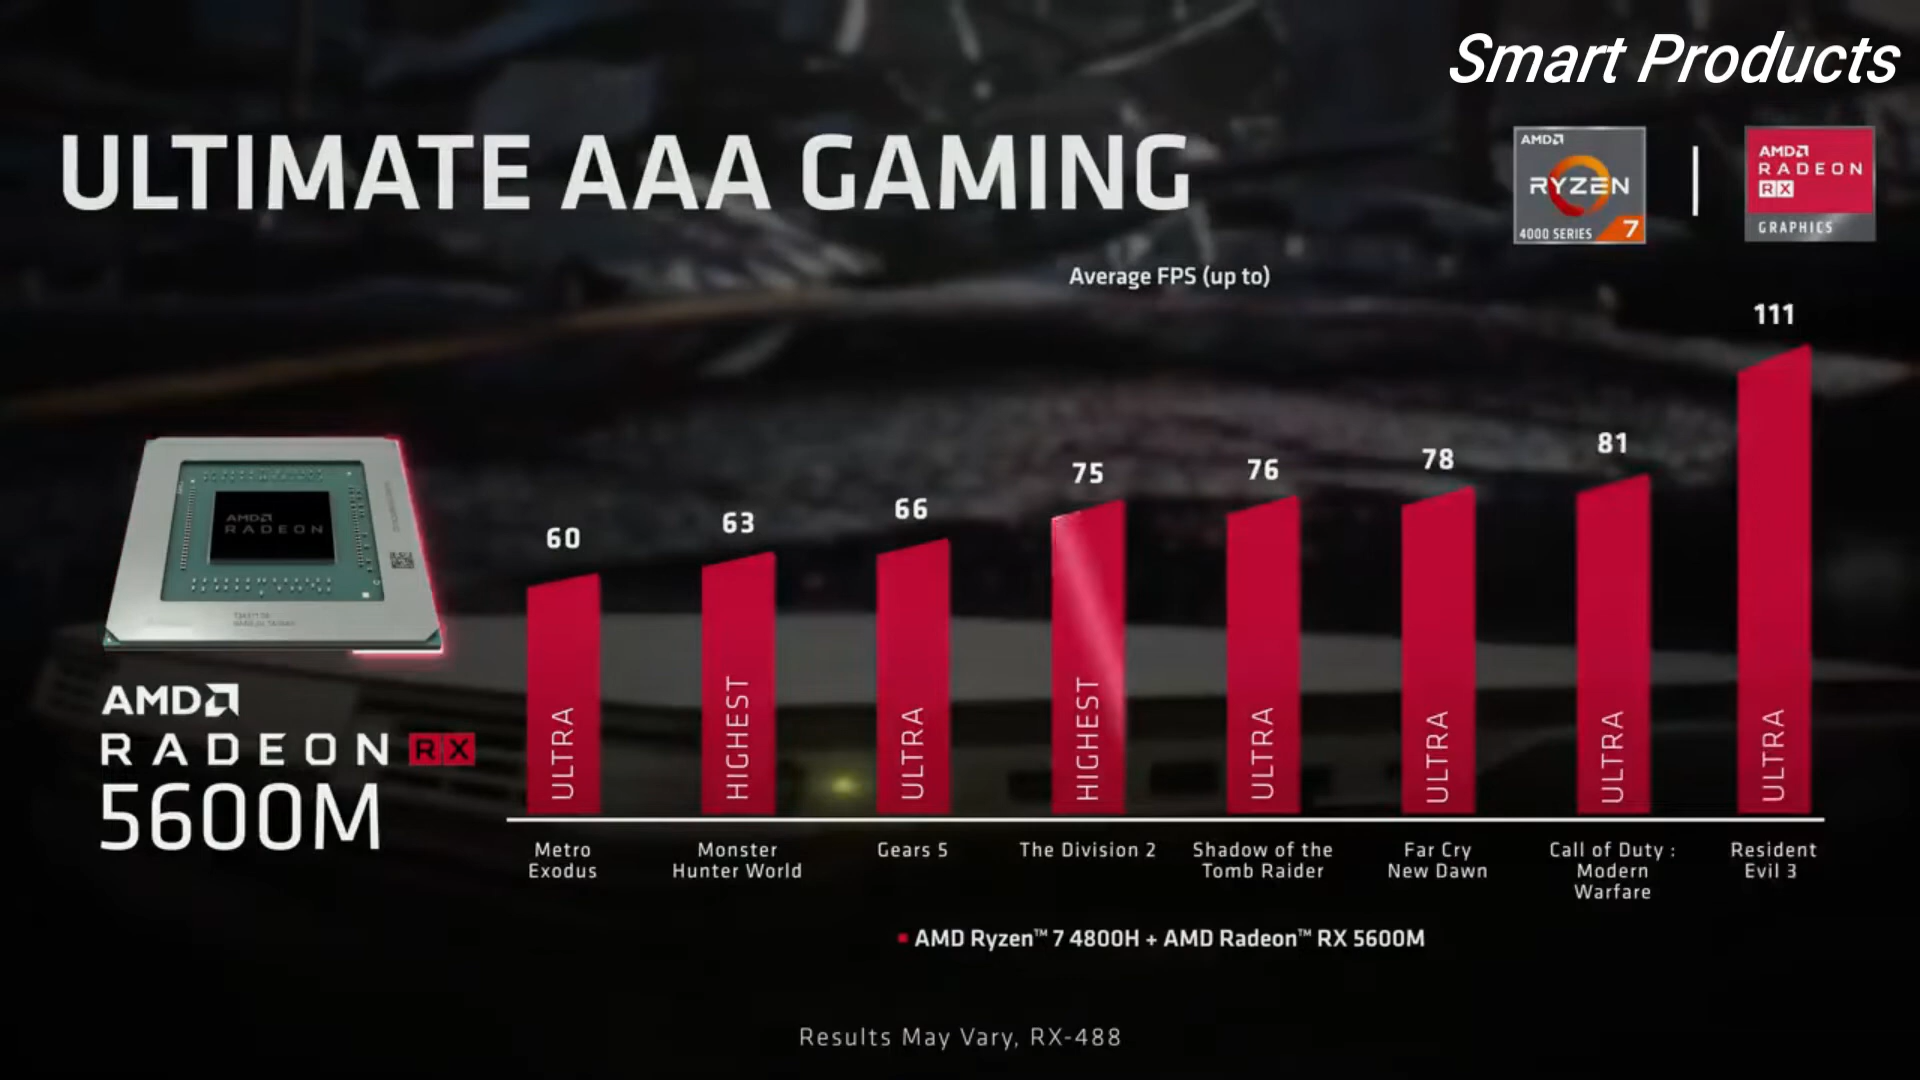 Smart Products
ULTIMATE AAA GAMING
AMD
RYZEN
4000 SERIES 7
AMD
RADEON
RX
GRAPHICS
Average FPS (up to)
60
63
66
75
76
78
81
111
AMD
RADEON
AMD
RADEON RX
5600M
ULTRA
HIGHEST
ULTRA
HIGHEST
ULTRA
ULTRA
ULTRA
ULTRA
Metro
Exodus
Monster
Hunter World
Gears 5
The Division 2
Shadow of the
Tomb Raider
Far Cry
New Dawn
Call of Duty :
Modern
Warfare
Resident
Evil 3
AMD Ryzen™ 7 4800H + AMD Radeon™ RX 5600M
Results May Vary, RX-488